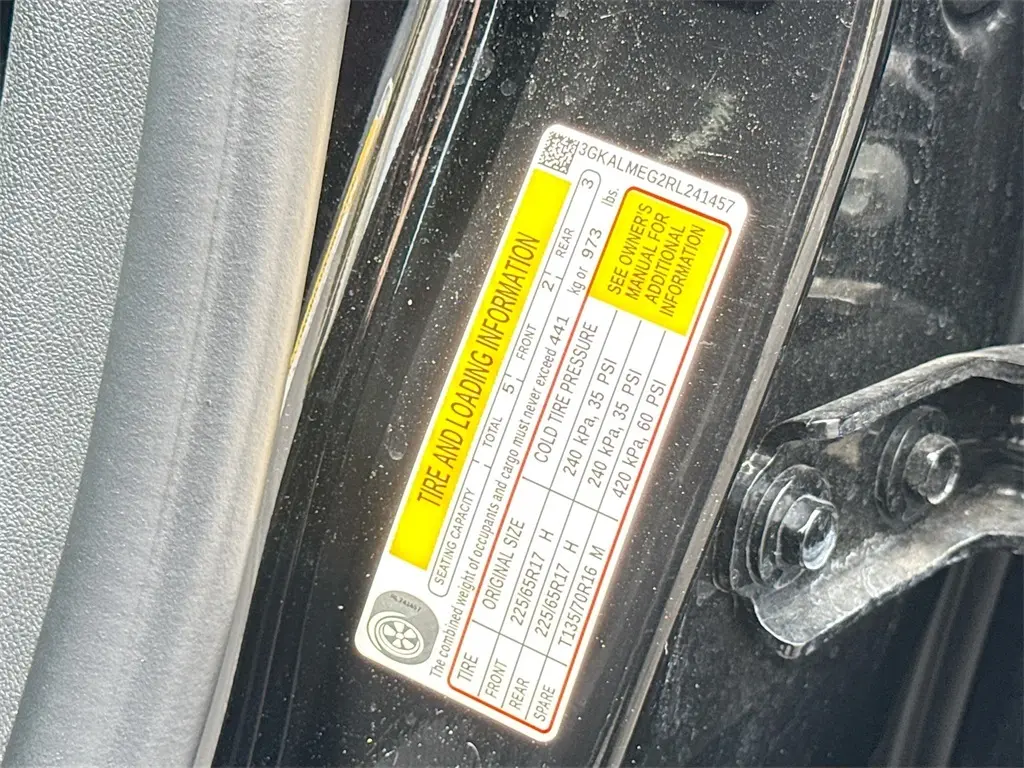 3GKALMEG2RL241457
TIRE AND LOADING INFORMATION
SEATING CAPACITY TOTAL 5 FRONT 2 REAR 3
The combined weight of occupants and cargo must never exceed 441 kg or 973 lbs.
TIRE ORIGINAL SIZE COLD TIRE PRESSURE
FRONT 225/65R17 H 240 kPa, 35 PSI
REAR 225/65R17 H 240 kPa, 35 PSI
SPARE T135/70R16 M 420 kPa, 60 PSI
SEE OWNER'S
MANUAL FOR
ADDITIONAL
INFORMATION